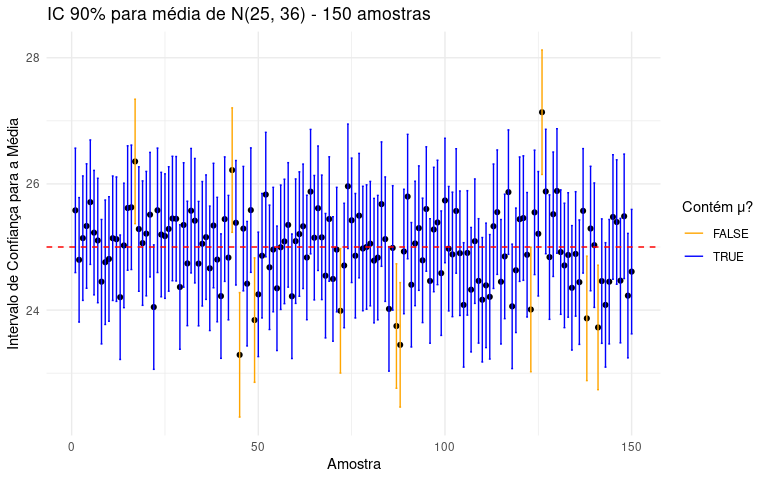 IC 90% para média de N(25, 36) - 150 amostras
Intervalo de Confiança para a Média
28
26
24
0
50
100
150
Amostra
Contém μ?
FALSE
TRUE